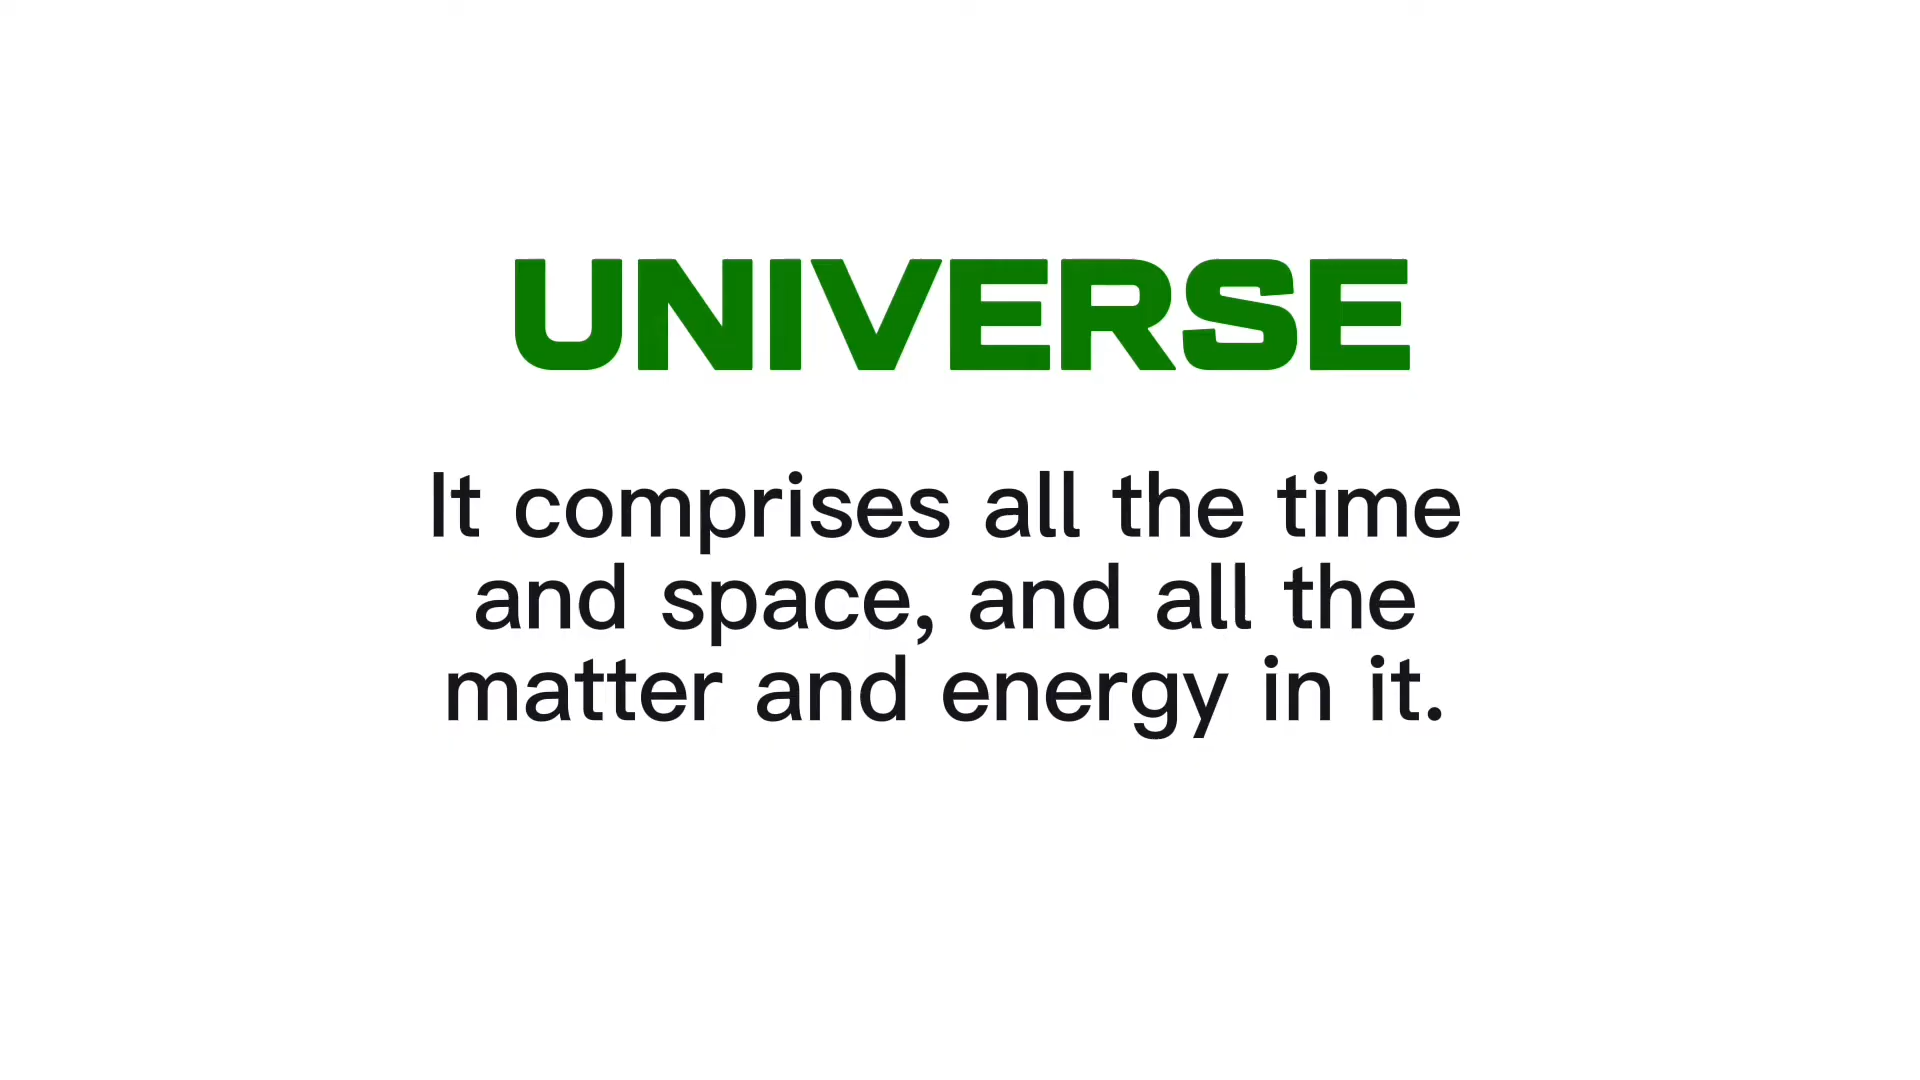 UNIVERSE
It comprises all the time
and space, and all the
matter and energy in it.